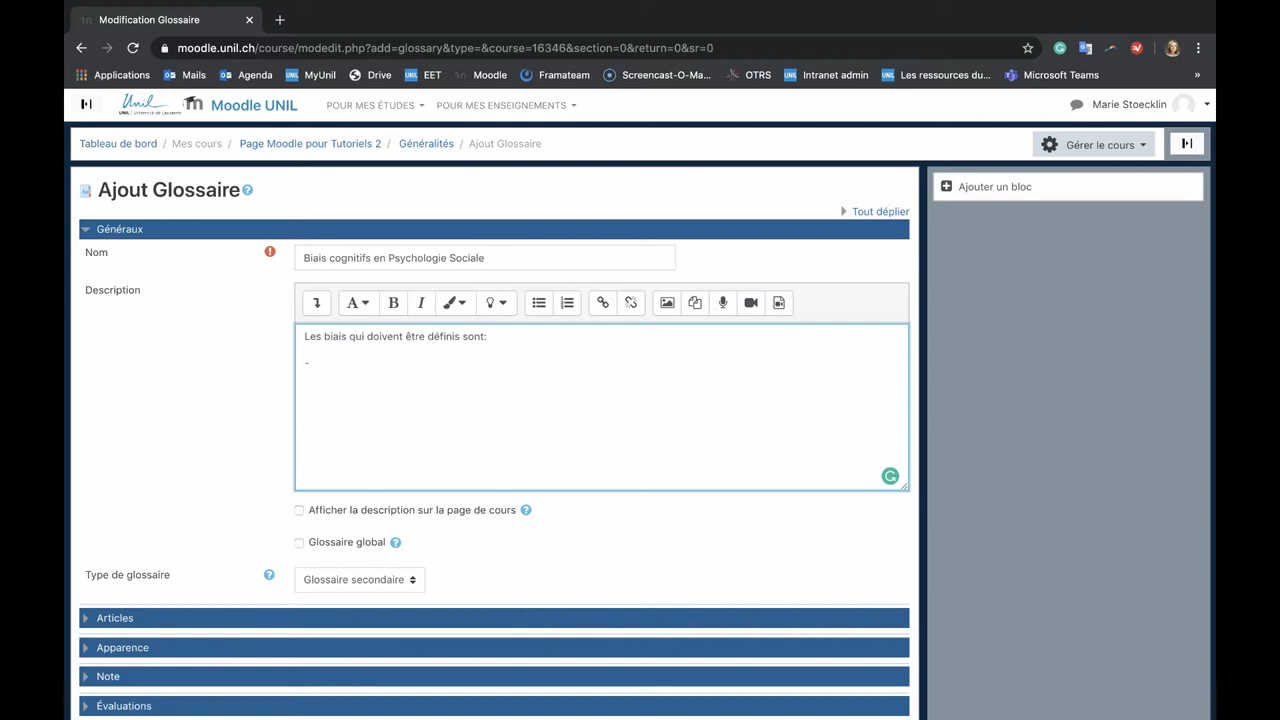 Modification Glossaire
moodle.unil.ch/course/modedit.php?add=glossary&type=&course=16346&section=0&return=0&sr=0
Applications Mails Agenda MyUnil Drive EET Moodle Framateam Screencast-O-Ma... OTRS Intranet admin Les ressources du... Microsoft Teams »
Unil Moodle UNIL POUR MES ÉTUDES POUR MES ENSEIGNEMENTS Marie Stoecklin
UNIL | Université de Lausanne
Tableau de bord / Mes cours / Page Moodle pour Tutoriels 2 / Généralités / Ajout Glossaire Gérer le cours
Ajouter un bloc
Ajout Glossaire
Tout déplier
Généraux
Nom Biais cognitifs en Psychologie Sociale
Description
A B I
Les biais qui doivent être définis sont:
-
Afficher la description sur la page de cours
Glossaire global
Type de glossaire Glossaire secondaire
Articles
Apparence
Note
Évaluations